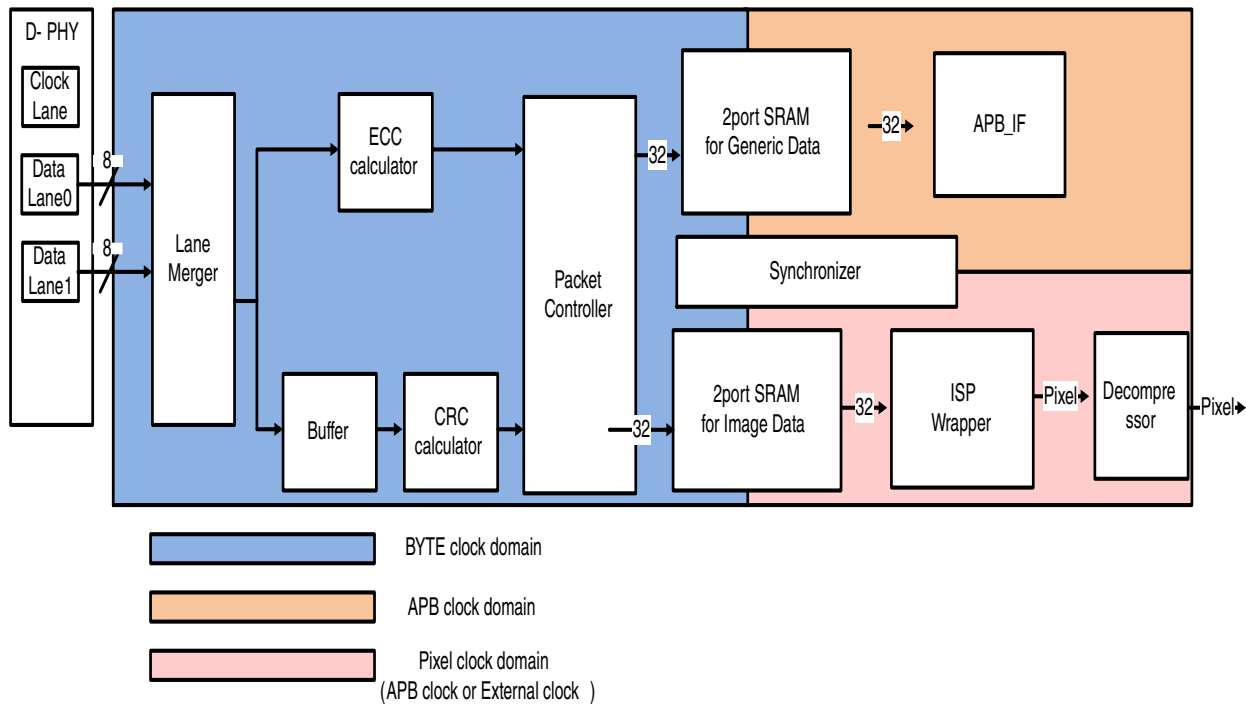 D- PHY
Clock
Lane
Data
Lane0
Data
Lane1
8
8
Lane
Merger
ECC
calculator
Buffer
CRC
calculator
Packet
Controller
32
32
2port SRAM
for Generic Data
32
APB_IF
Synchronizer
2port SRAM
for Image Data
32
ISP
Wrapper
Pixel
Decompre
ssor
Pixel
BYTE clock domain
APB clock domain
Pixel clock domain
(APB clock or External clock )